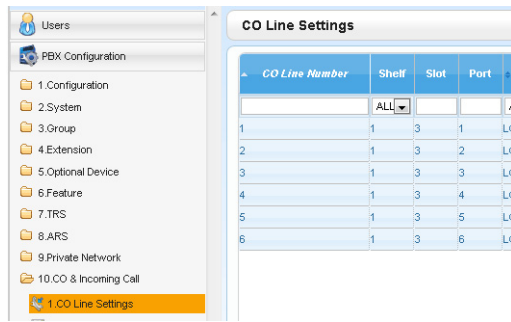 Users
PBX Configuration
1.Configuration
2.System
3.Group
4.Extension
5.Optional Device
6.Feature
7.TRS
8.ARS
9.Private Network
10.CO & Incoming Call
1.CO Line Settings
CO Line Settings
CO Line Number Shelf Slot Port
ALL
1 1 3 1
2 1 3 2
3 1 3 3
4 1 3 4
5 1 3 5
6 1 3 6